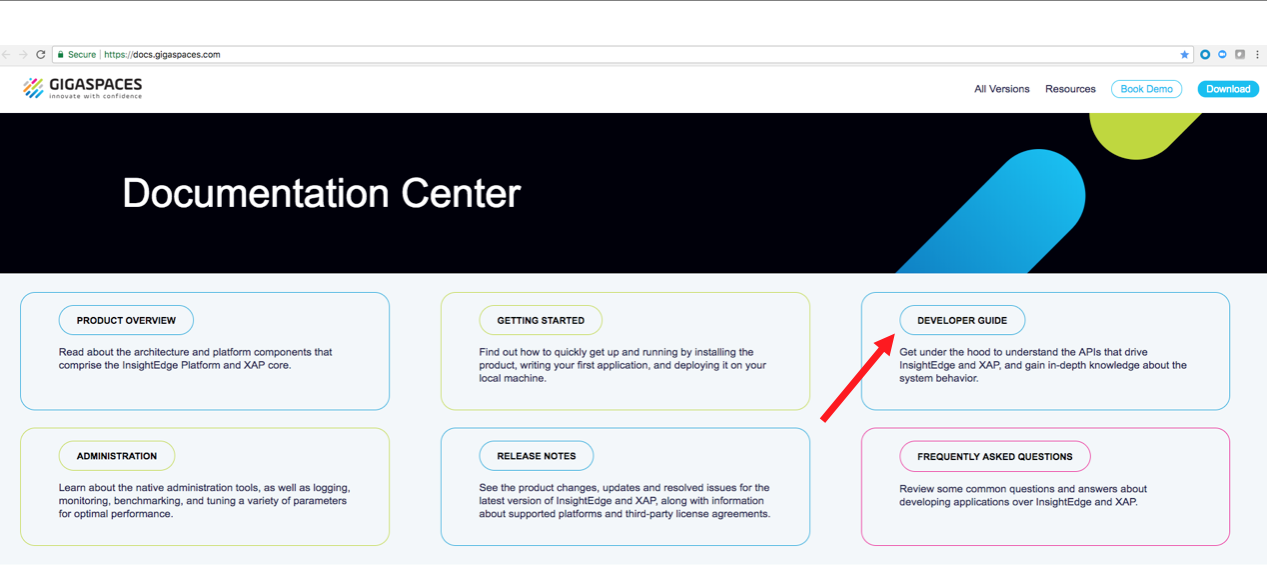 Secure | https://docs.gigaspaces.com
GIGASPACES
innovate with confidence
All Versions Resources Book Demo Download
Documentation Center
PRODUCT OVERVIEW
Read about the architecture and platform components that
comprise the InsightEdge Platform and XAP core.
GETTING STARTED
Find out how to quickly get up and running by installing the
product, writing your first application, and deploying it on your
local machine.
DEVELOPER GUIDE
Get under the hood to understand the APIs that drive
InsightEdge and XAP, and gain in-depth knowledge about the
system behavior.
ADMINISTRATION
Learn about the native administration tools, as well as logging,
monitoring, benchmarking, and tuning a variety of parameters
for optimal performance.
RELEASE NOTES
See the product changes, updates and resolved issues for the
latest version of InsightEdge and XAP, along with information
about supported platforms and third-party license agreements.
FREQUENTLY ASKED QUESTIONS
Review some common questions and answers about
developing applications over InsightEdge and XAP.